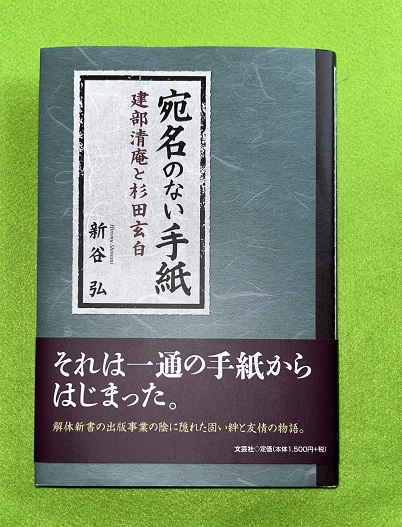 宛名のない手紙
建部清庵と杉田玄白
新谷 弘
それは一通の手紙から
はじまった。
解体新書の出版事業の陰に隠れた固い絆と友情の物語。
文芸社◇定価(本体1,500円+税)